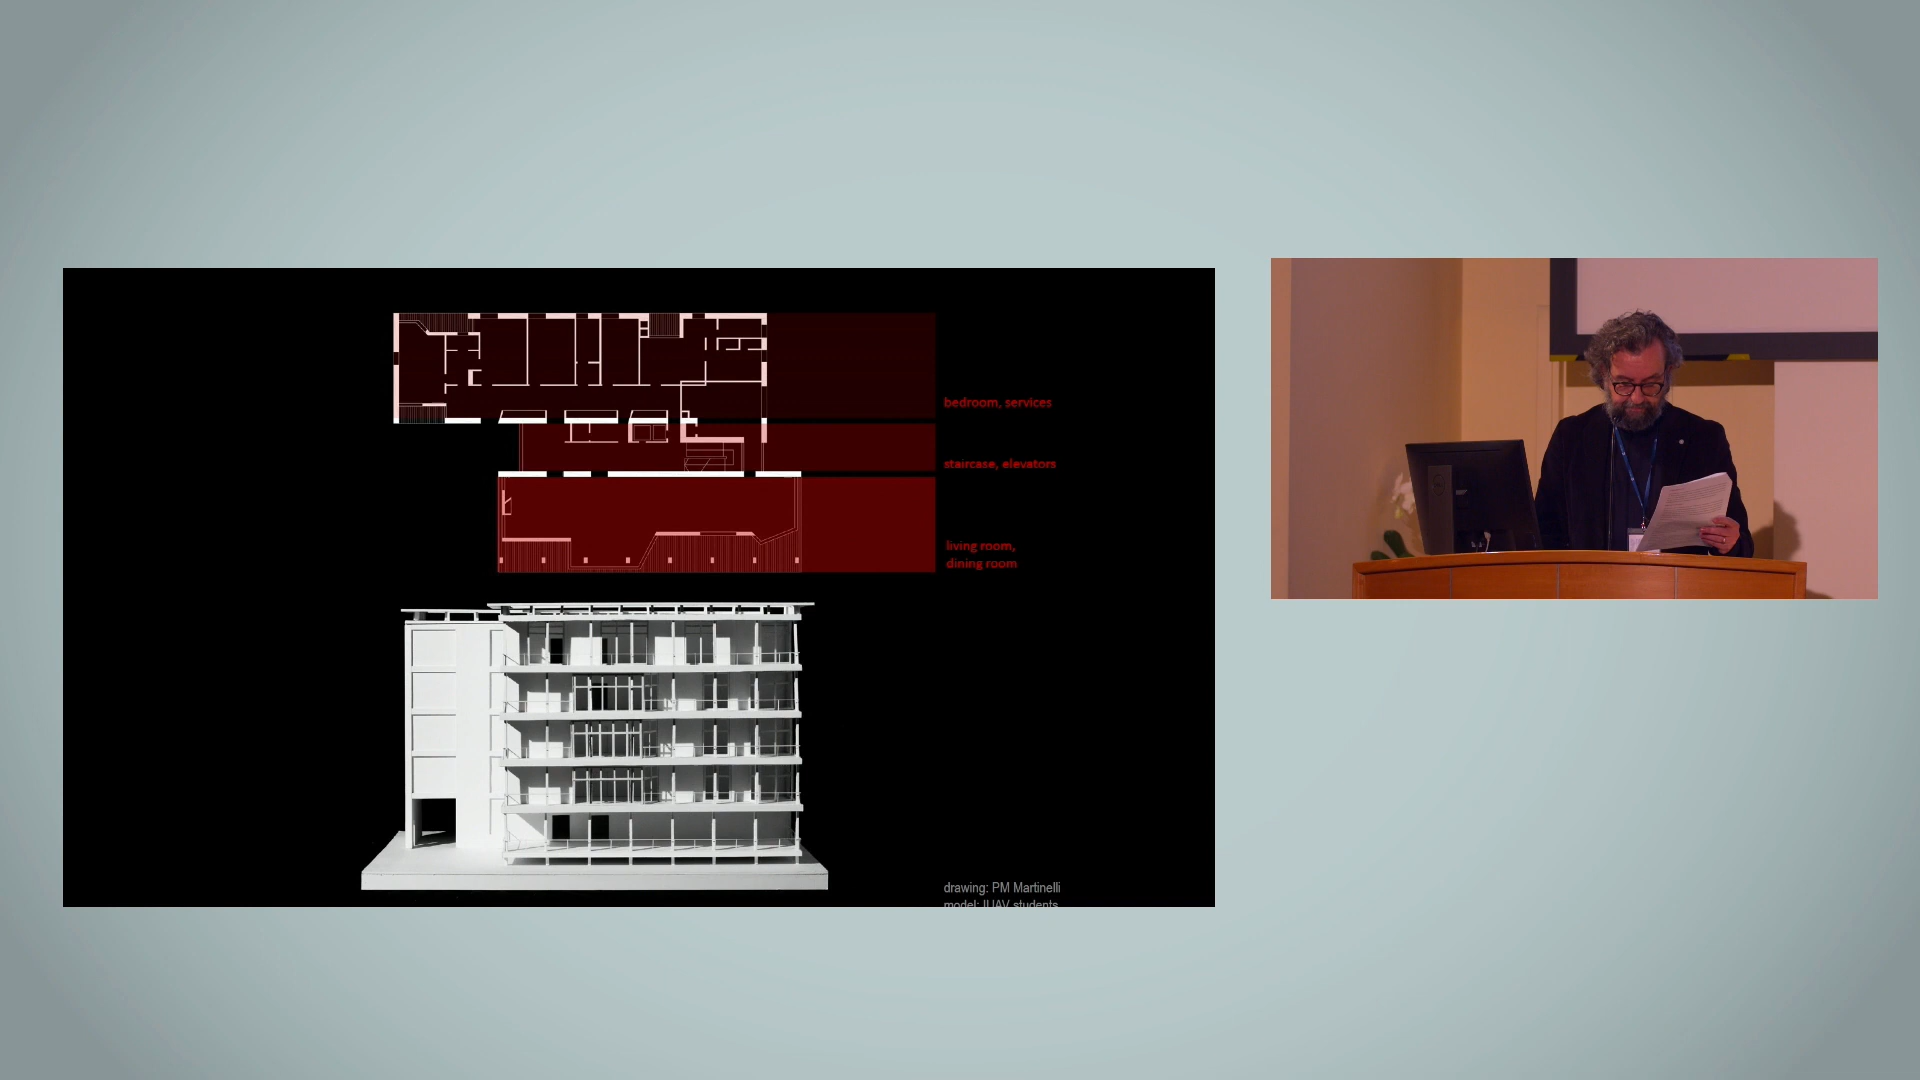 bedroom, services
staircase, elevators
living room,
dining room
drawing: PM Martinelli
model: IUAV students